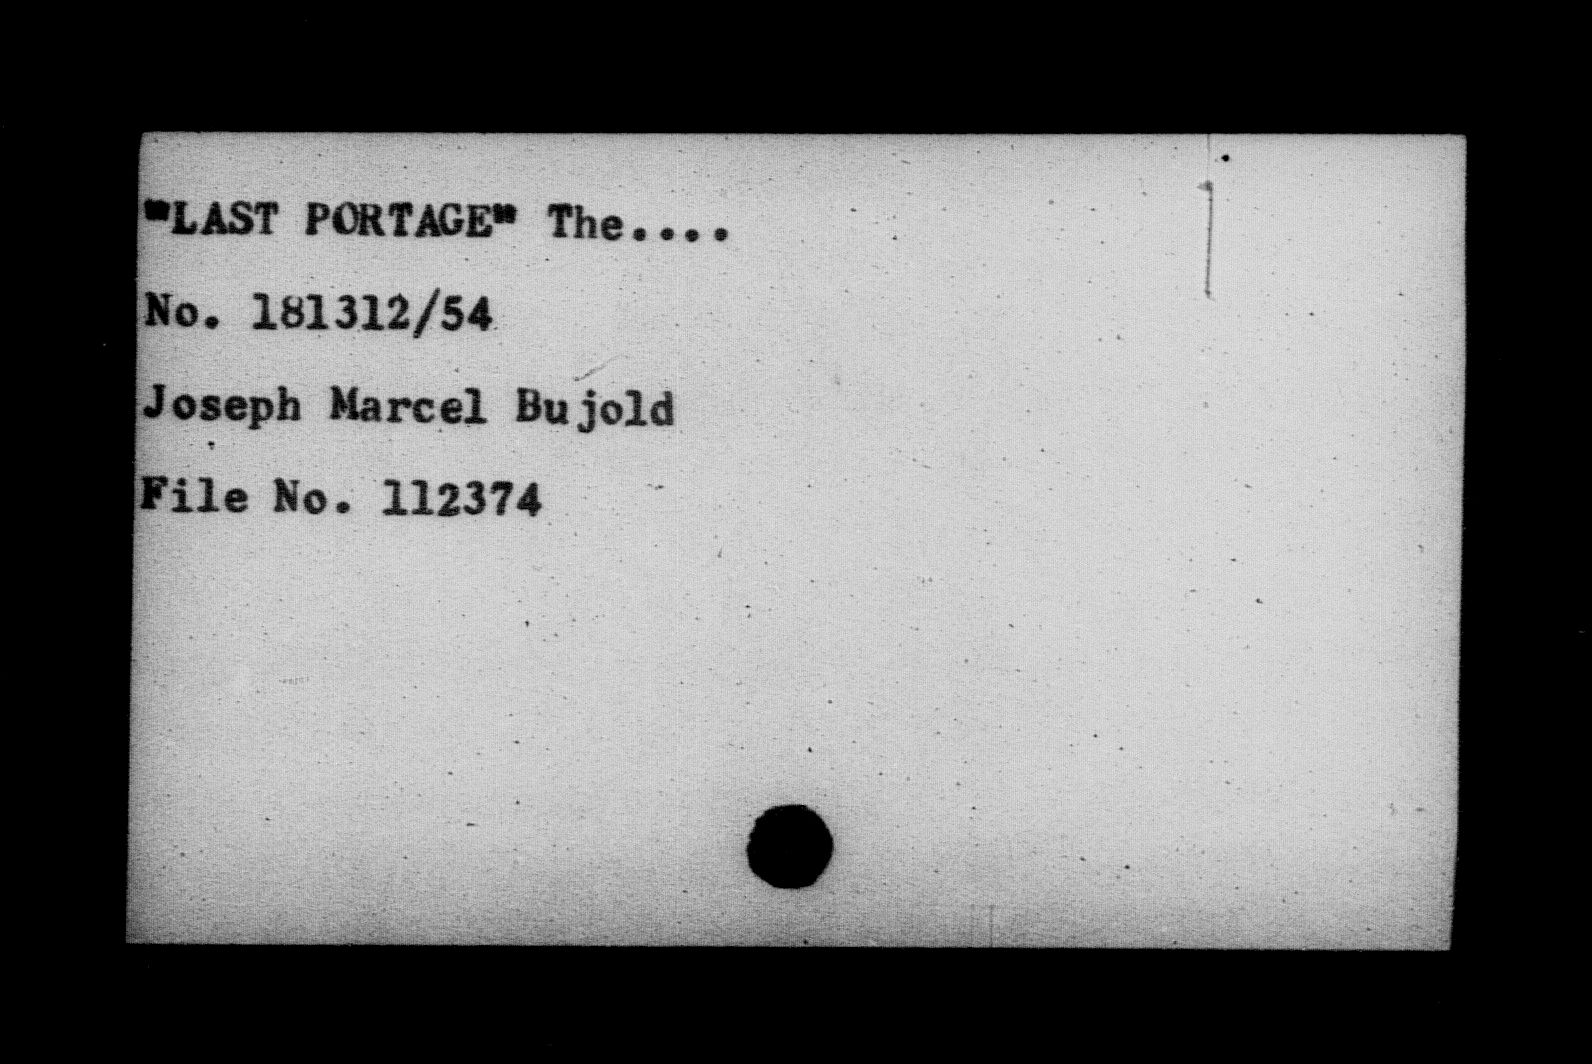 "LAST PORTAGE" The....
No. 181312/54
Joseph Marcel Bujold
File No. 112374